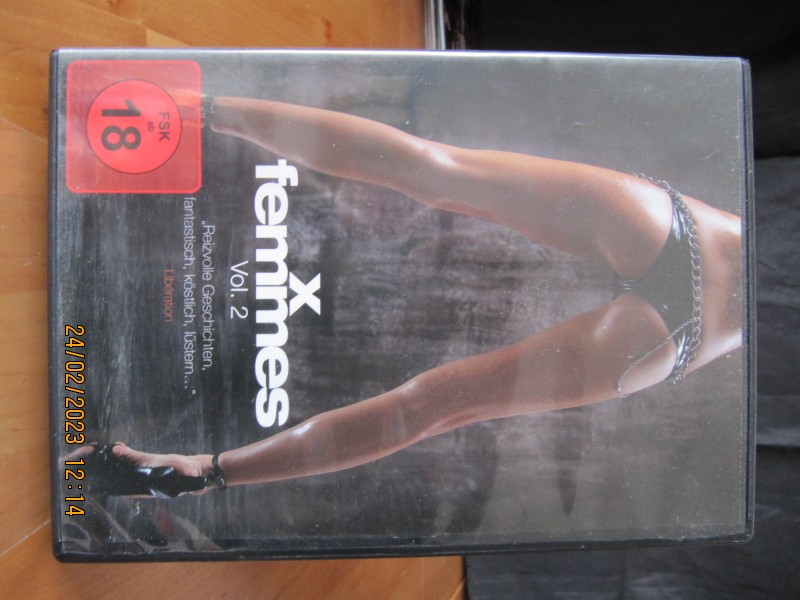 x
femmes
Vol. 2
„Reizvolle Geschichten,
fantastisch, köstlich, lüstern..."
Libération
FSK
ab
18
24/02/2023 12:14